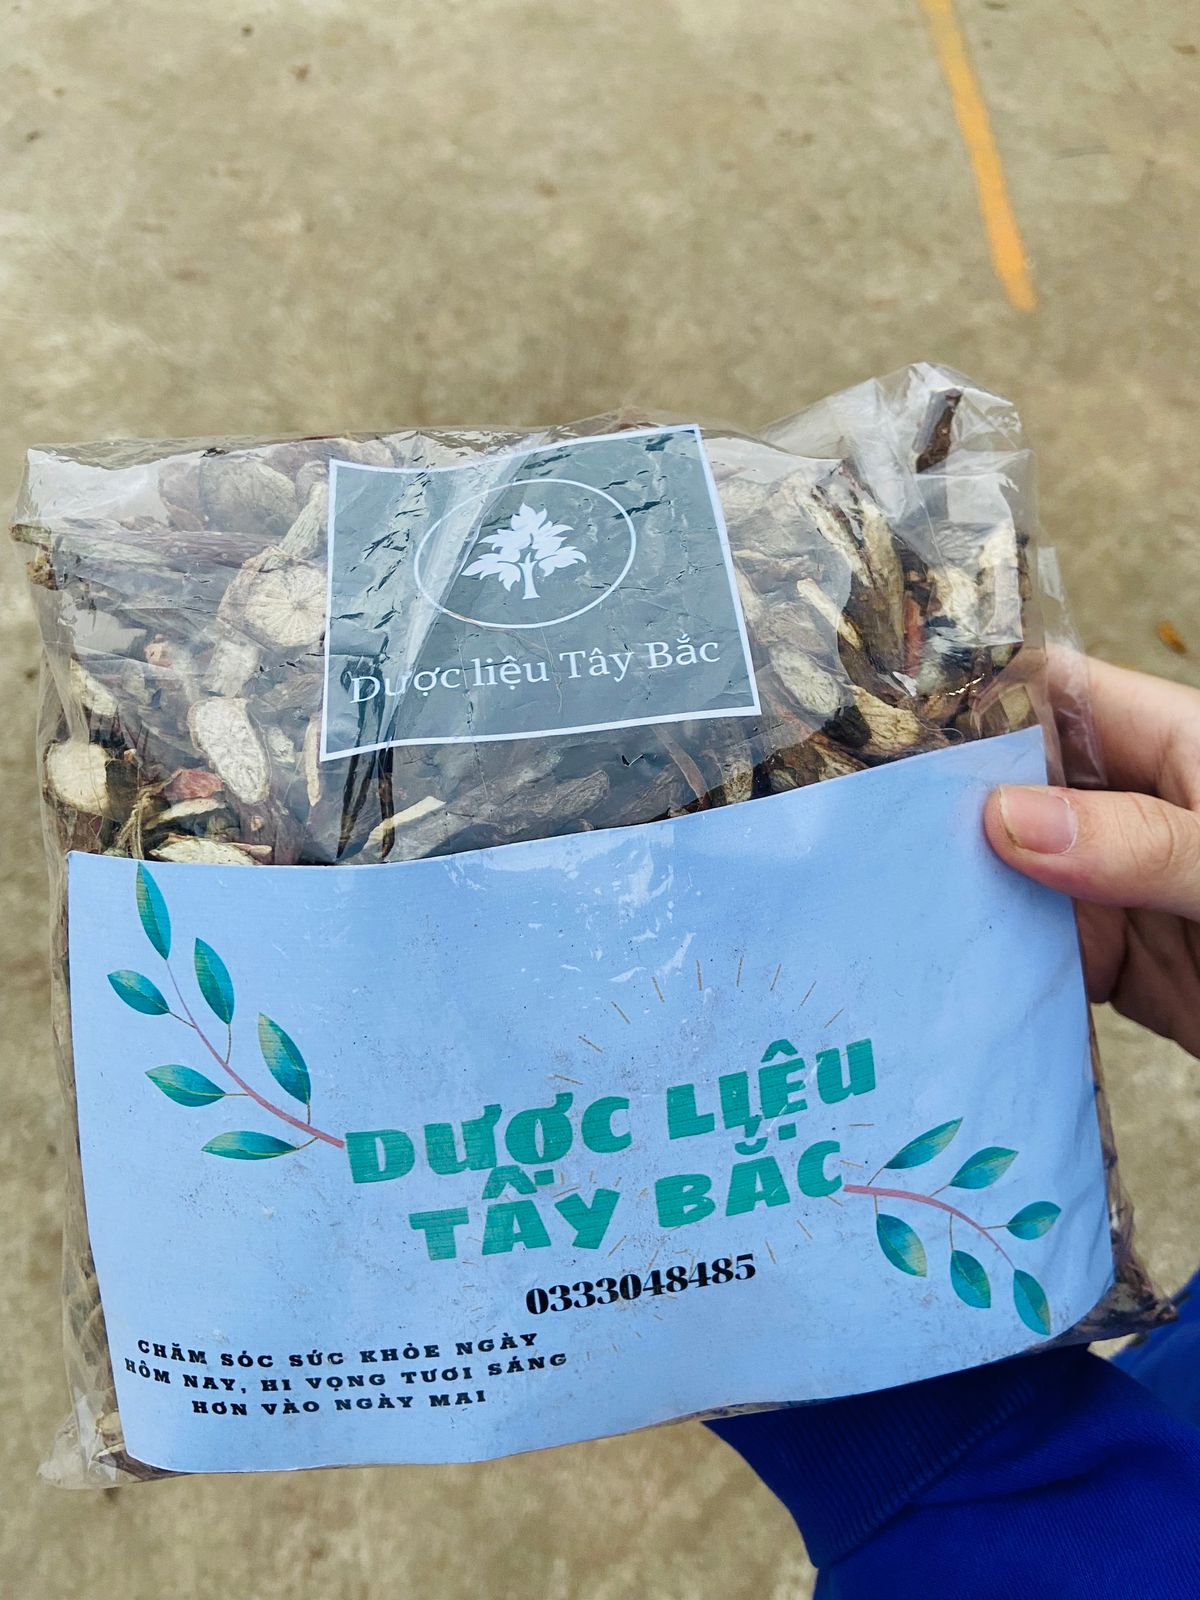 Dược liệu Tây Bắc
DƯỢC LIỆU
TÂY BẮC
0333048485
CHĂM SÓC SỨC KHỎE NGÀY
HÔM NAY, HI VỌNG TƯƠI SÁNG
HƠN VÀO NGÀY MAI